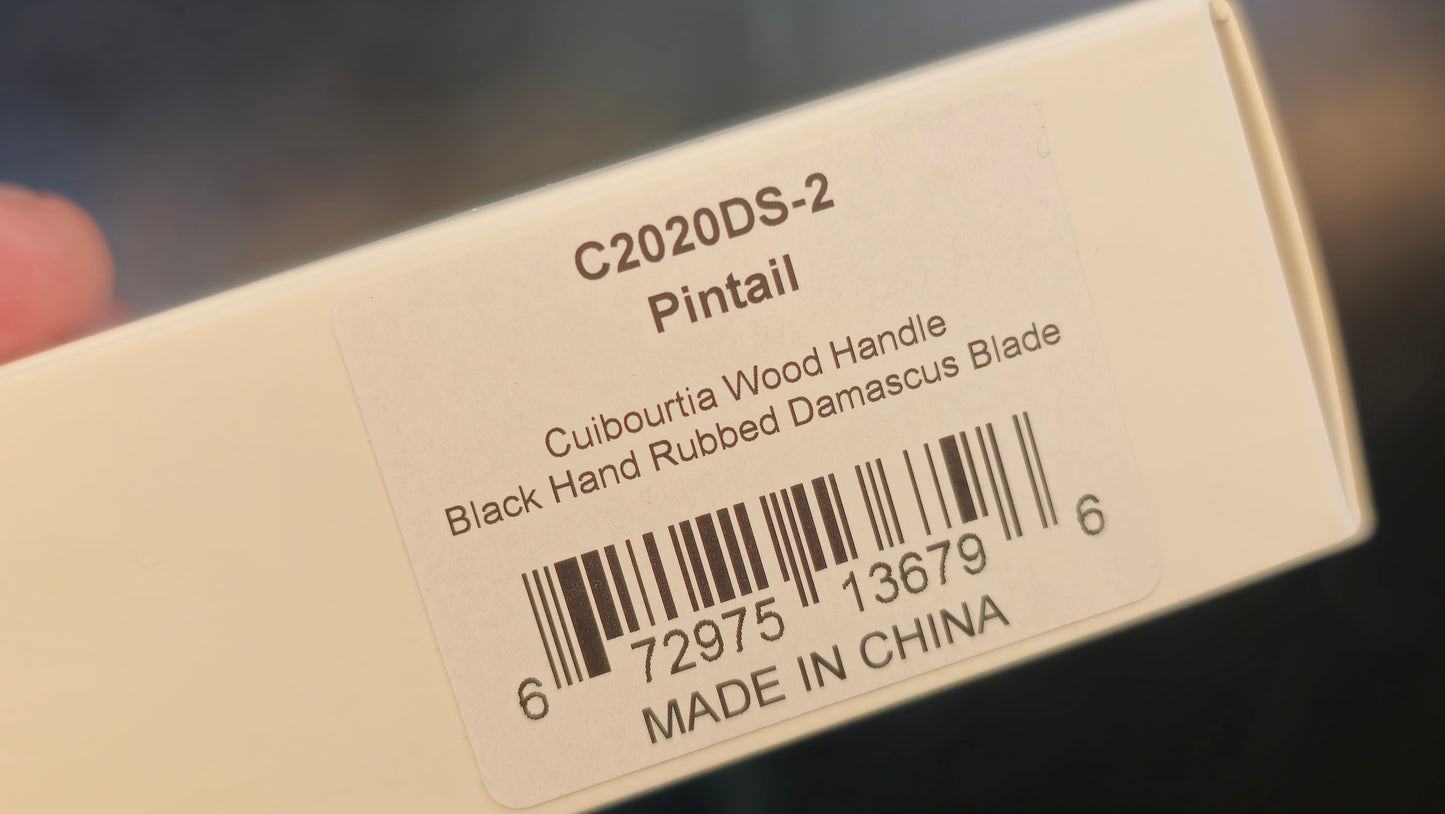 C2020DS-2
Pintail
Cuibourtia Wood Handle
Black Hand Rubbed Damascus Blade
6 72975 13679 6
MADE IN CHINA